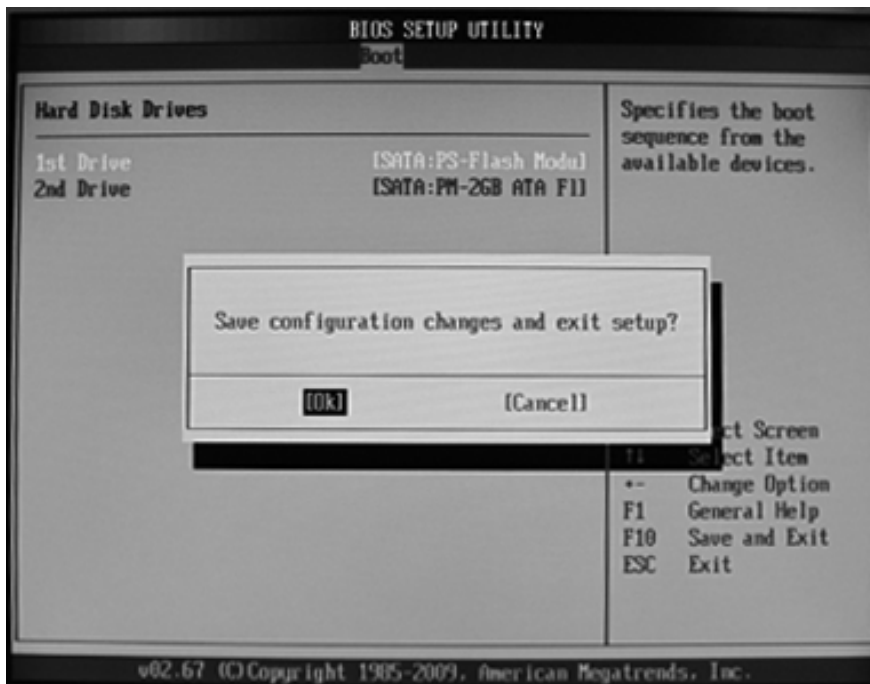 BIOS SETUP UTILITY
Boot
Hard Disk Drives
1st Drive [SATA:PS-Flash Modu]
2nd Drive [SATA:PM-2GB ATA Fl]
Specifies the boot
sequence from the
available devices.
Save configuration changes and exit setup?
[Ok] [Cancel]
ct Screen
↑↓ Select Item
+- Change Option
F1 General Help
F10 Save and Exit
ESC Exit
v02.67 (C)Copyright 1985-2009, American Megatrends, Inc.